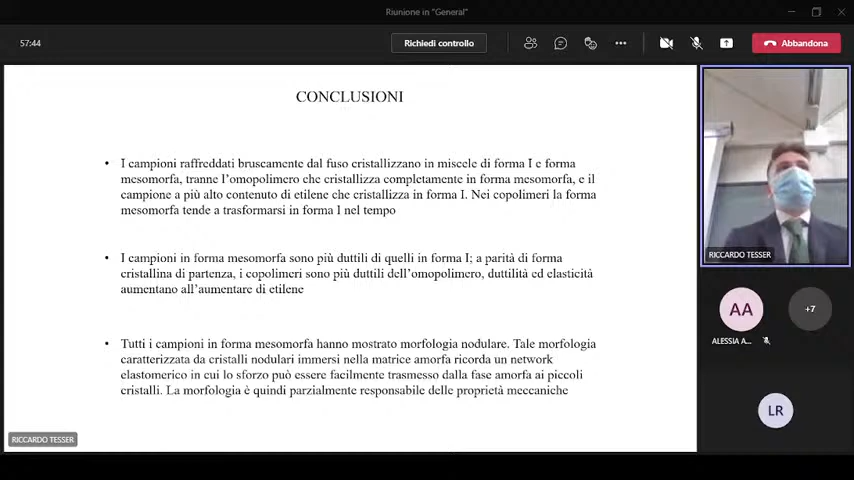 Riunione in "General"
57:44
Richiedi controllo
Abbandona
CONCLUSIONI
• I campioni raffreddati bruscamente dal fuso cristallizzano in miscele di forma I e forma
mesomorfa, tranne l'omopolimero che cristallizza completamente in forma mesomorfa, e il
campione a più alto contenuto di etilene che cristallizza in forma I. Nei copolimeri la forma
mesomorfa tende a trasformarsi in forma I nel tempo
• I campioni in forma mesomorfa sono più duttili di quelli in forma I; a parità di forma
cristallina di partenza, i copolimeri sono più duttili dell'omopolimero, duttilità ed elasticità
aumentano all'aumentare di etilene
• Tutti i campioni in forma mesomorfa hanno mostrato morfologia nodulare. Tale morfologia
caratterizzata da cristalli nodulari immersi nella matrice amorfa ricorda un network
elastomerico in cui lo sforzo può essere facilmente trasmesso dalla fase amorfa ai piccoli
cristalli. La morfologia è quindi parzialmente responsabile delle proprietà meccaniche
RICCARDO TESSER
RICCARDO TESSER
AA
+7
ALESSIA A...
LR